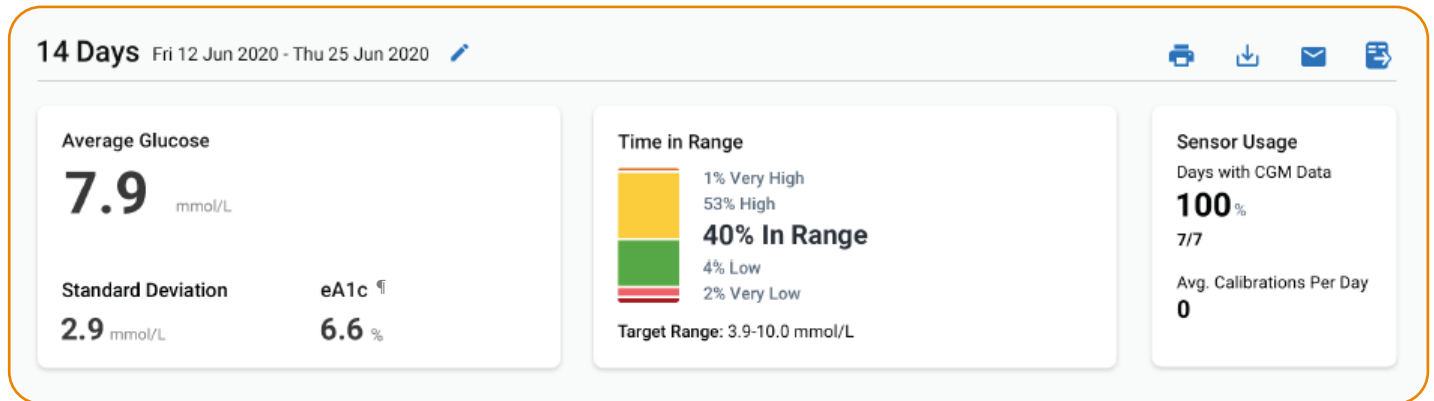 14 Days Fri 12 Jun 2020 - Thu 25 Jun 2020
Average Glucose
7.9 mmol/L
Standard Deviation
2.9 mmol/L
eA1c ¶
6.6 %
Time in Range
1% Very High
53% High
40% In Range
4% Low
2% Very Low
Target Range: 3.9-10.0 mmol/L
Sensor Usage
Days with CGM Data
100 %
7/7
Avg. Calibrations Per Day
0